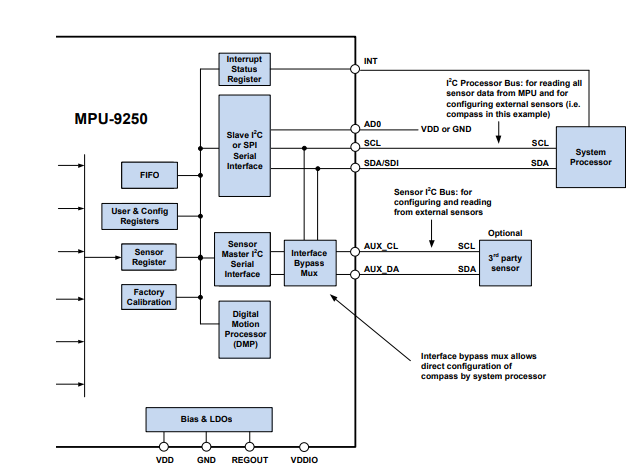 Interrupt
Status
Register
INT
I²C Processor Bus: for reading all
sensor data from MPU and for
configuring external sensors (i.e.
compass in this example)
MPU-9250
Slave I²C
or SPI
Serial
Interface
AD0
VDD or GND
SCL
SCL
SDA/SDI
SDA
System
Processor
FIFO
User & Config
Registers
Sensor I²C Bus: for
configuring and reading
from external sensors
Sensor
Register
Sensor
Master I²C
Serial
Interface
Interface
Bypass
Mux
AUX_CL
SCL
AUX_DA
SDA
Optional
3rd party
sensor
Factory
Calibration
Digital
Motion
Processor
(DMP)
Interface bypass mux allows
direct configuration of
compass by system processor
Bias & LDOs
VDD
GND
REGOUT
VDDIO